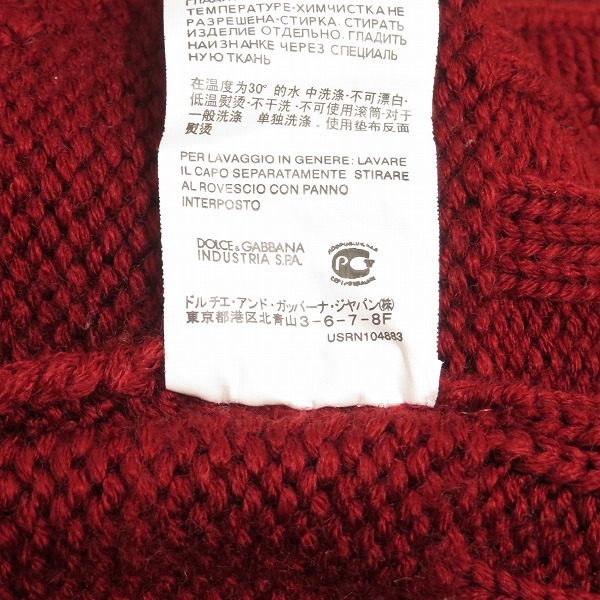 ТЕМПЕРАТУРЕ-ХИМЧИСТКА НЕ
РАЗРЕШЕНА-СТИРКА. СТИРАТЬ
ИЗДЕЛИЕ ОТДЕЛЬНО. ГЛАДИТЬ
НАИЗНАНКЕ ЧЕРЕЗ СПЕЦИАЛЬ
НУЮ ТКАНЬ
在温度为30°的水中洗涤·不可漂白·
低温熨烫·不干洗·不可使用滚筒·对于
一般洗涤 单独洗涤. 使用垫布反面
熨烫
PER LAVAGGIO IN GENERE: LAVARE
IL CAPO SEPARATAMENTE STIRARE
AL ROVESCIO CON PANNO
INTERPOSTO
DOLCE&GABBANA
INDUSTRIA S.P.A.
ドルチエ·アンド·ガッバーナ·ジヤパン(株)
東京都港区北青山3-6-7-8F
USRN104883